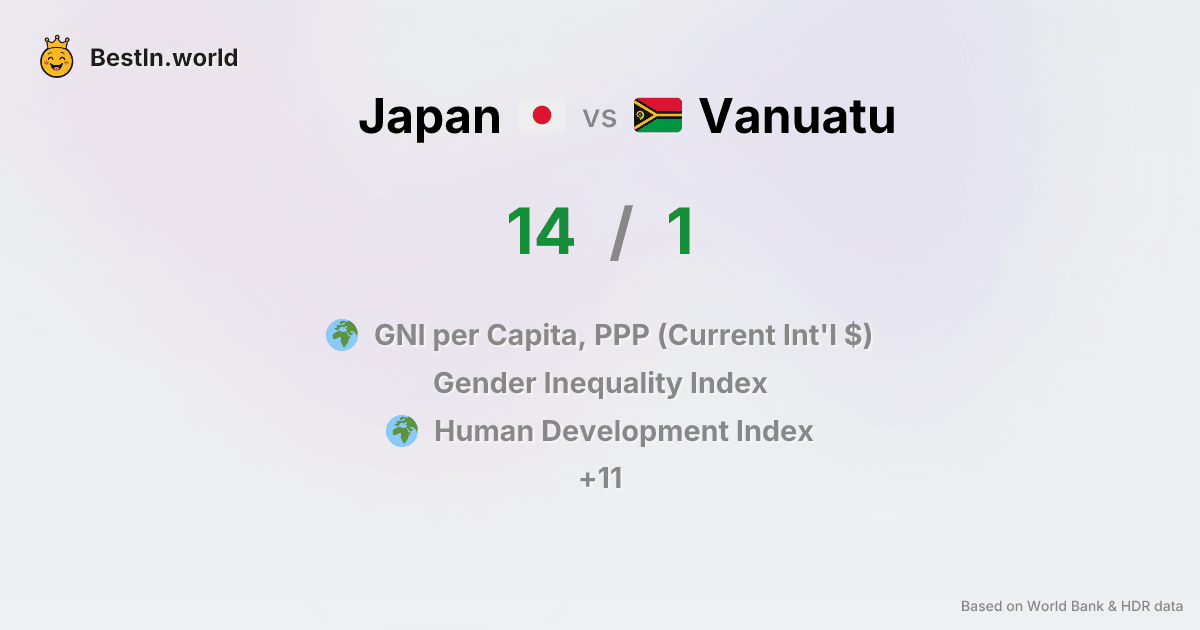 BestIn.world
Japan vs Vanuatu
14 / 1
GNI per Capita, PPP (Current Int'l $)
Gender Inequality Index
Human Development Index
+11
Based on World Bank & HDR data